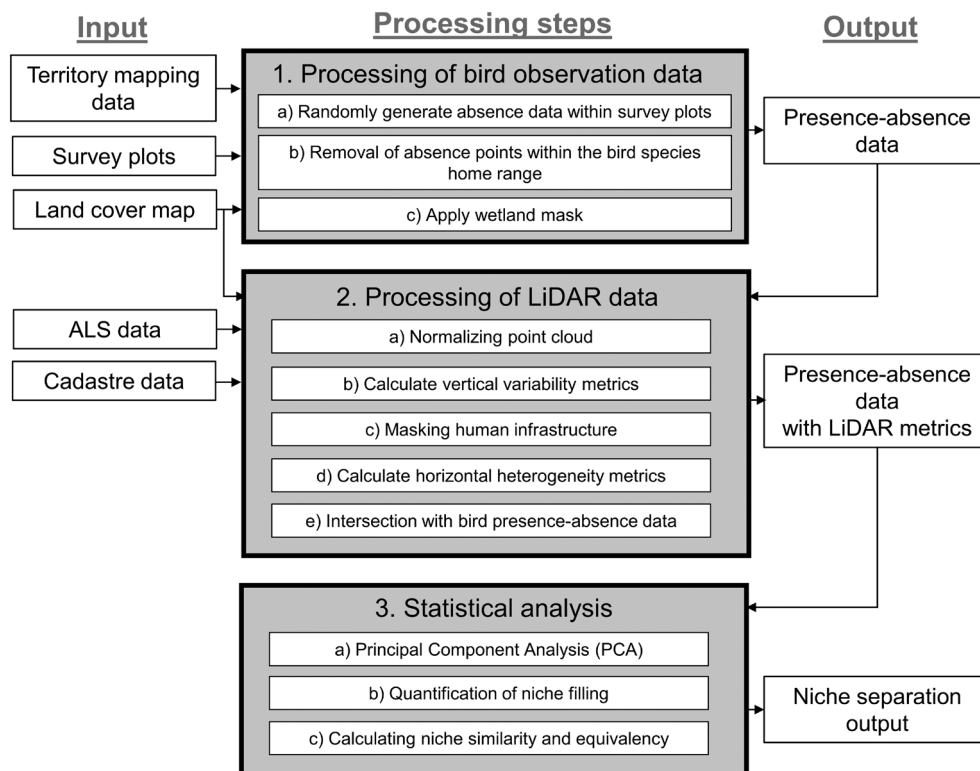 Input
Processing steps
Output
Territory mapping
data
Survey plots
Land cover map
1. Processing of bird observation data
a) Randomly generate absence data within survey plots
b) Removal of absence points within the bird species
home range
c) Apply wetland mask
Presence-absence
data
ALS data
Cadastre data
2. Processing of LiDAR data
a) Normalizing point cloud
b) Calculate vertical variability metrics
c) Masking human infrastructure
d) Calculate horizontal heterogeneity metrics
e) Intersection with bird presence-absence data
Presence-absence
data
with LiDAR metrics
3. Statistical analysis
a) Principal Component Analysis (PCA)
b) Quantification of niche filling
c) Calculating niche similarity and equivalency
Niche separation
output